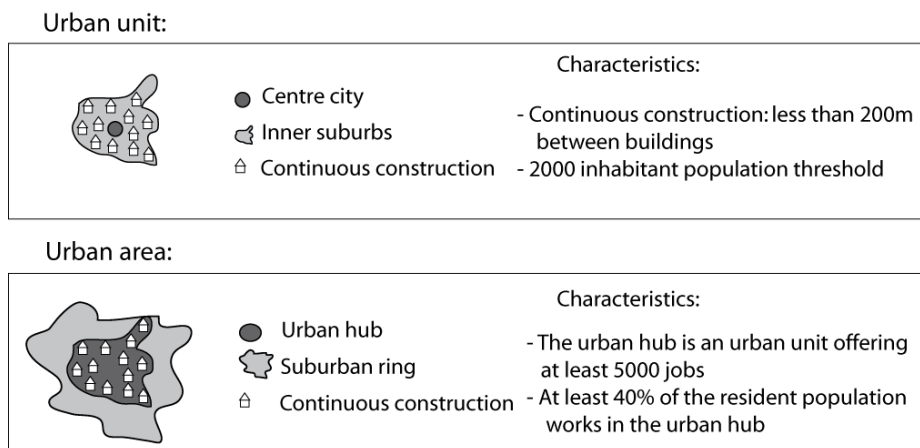 Urban unit:
Characteristics:
Centre city
Inner suburbs
Continuous construction
- Continuous construction: less than 200m
between buildings
- 2000 inhabitant population threshold
Urban area:
Characteristics:
Urban hub
Suburban ring
Continuous construction
- The urban hub is an urban unit offering
at least 5000 jobs
- At least 40% of the resident population
works in the urban hub